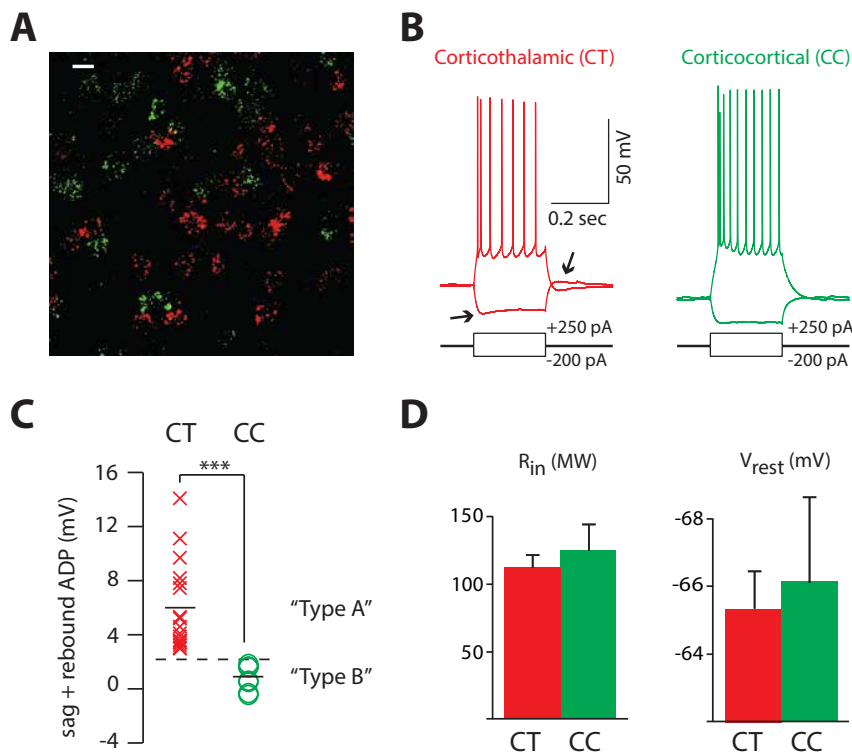 A
B
Corticothalamic (CT)
Corticocortical (CC)
50 mV
0.2 sec
+250 pA
-200 pA
+250 pA
-200 pA
C
CT CC
***
sag + rebound ADP (mV)
16
12
8
4
0
-4
“Type A”
“Type B”
D
Rin (MW)
150
100
50
CT CC
Vrest (mV)
-68
-66
-64
CT CC